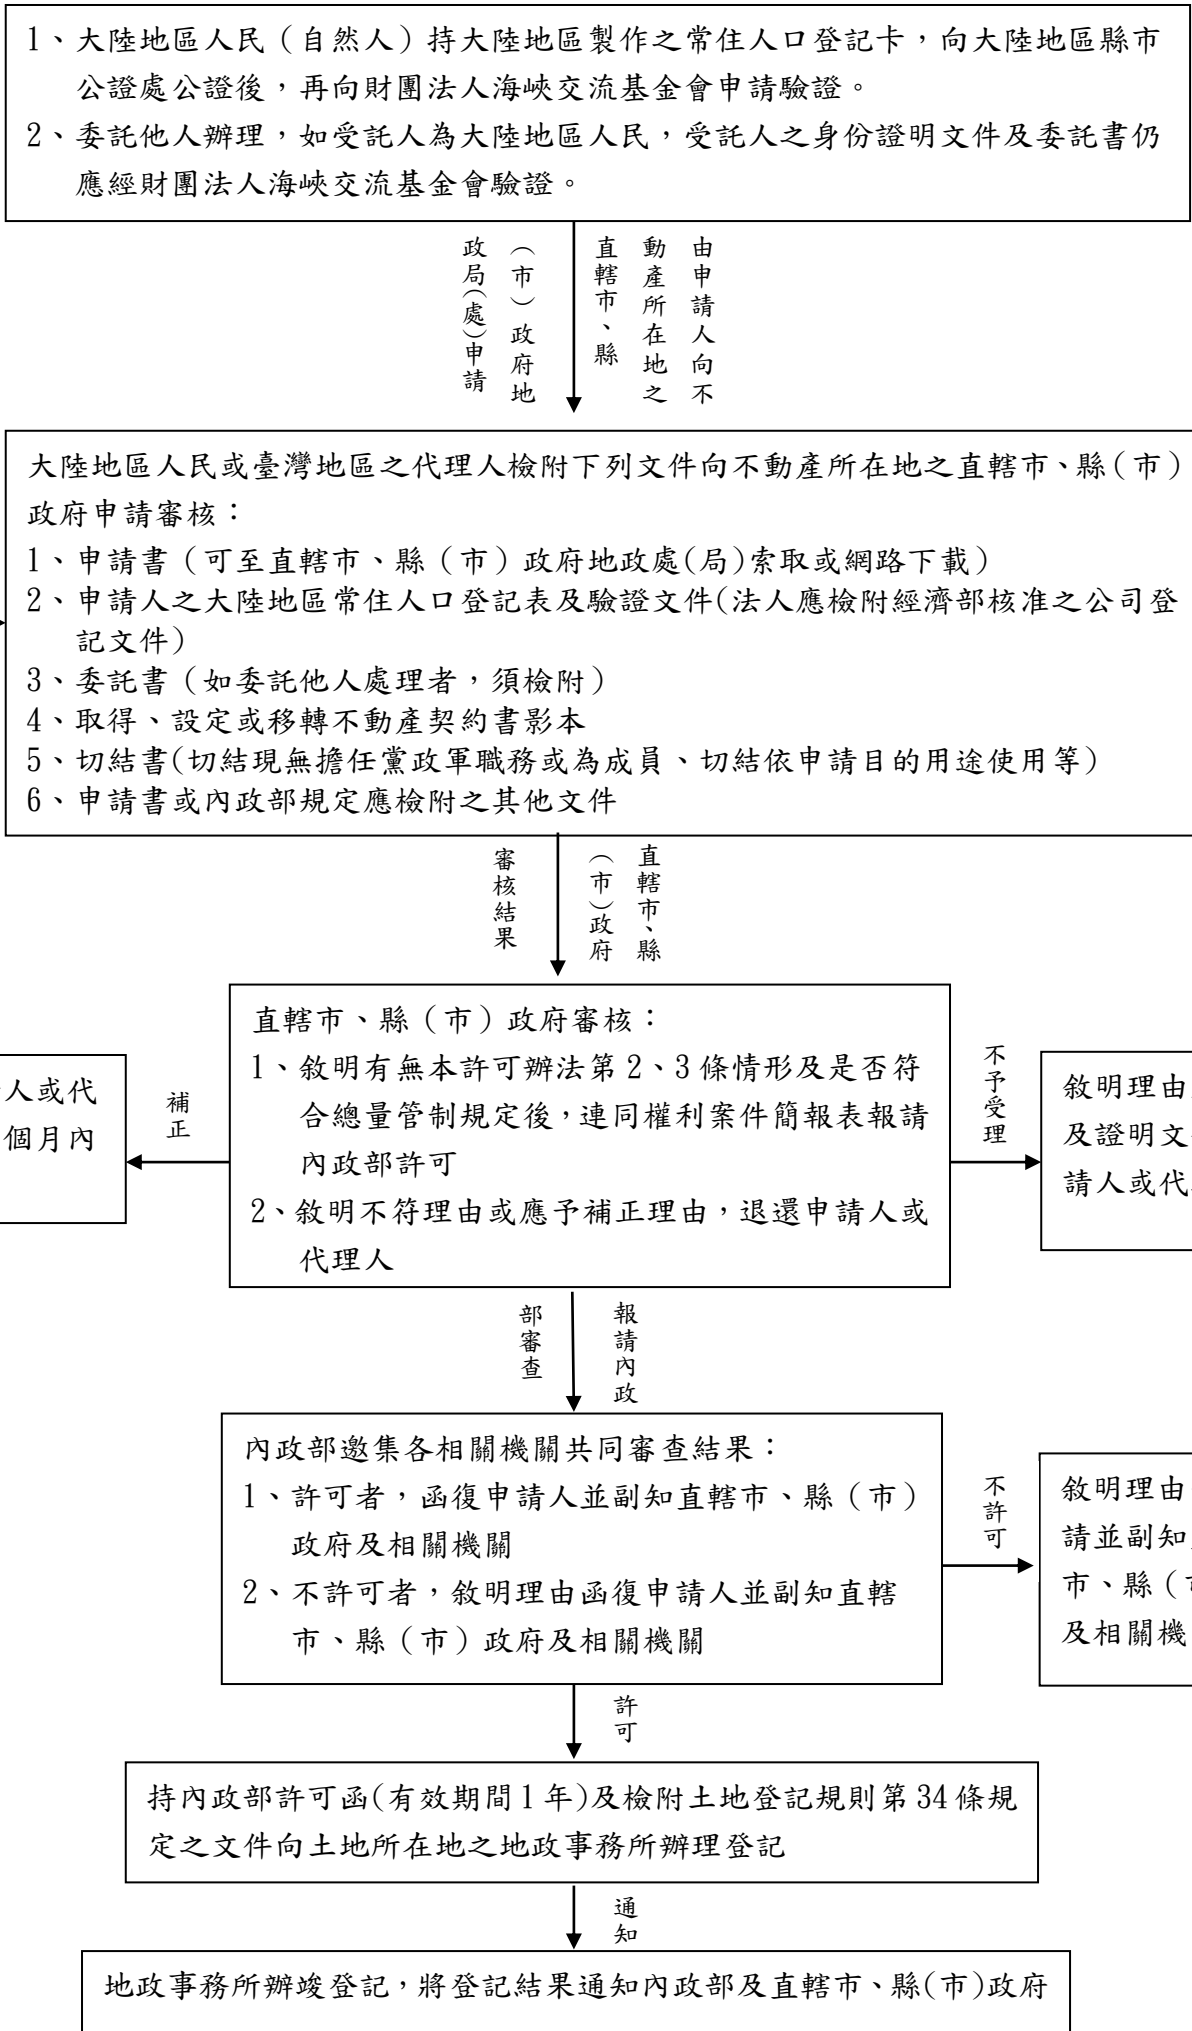 1、大陸地區人民（自然人）持大陸地區製作之常住人口登記卡，向大陸地區縣市
公證處公證後，再向財團法人海峽交流基金會申請驗證。
2、委託他人辦理，如受託人為大陸地區人民，受託人之身份證明文件及委託書仍
應經財團法人海峽交流基金會驗證。
由申請人向不
動產所在地之
直轄市、縣
（市）政府地
政局(處)申請
大陸地區人民或臺灣地區之代理人檢附下列文件向不動產所在地之直轄市、縣（市）
政府申請審核：
1、申請書（可至直轄市、縣（市）政府地政處(局)索取或網路下載）
2、申請人之大陸地區常住人口登記表及驗證文件(法人應檢附經濟部核准之公司登
記文件)
3、委託書（如委託他人處理者，須檢附）
4、取得、設定或移轉不動產契約書影本
5、切結書(切結現無擔任黨政軍職務或為成員、切結依申請目的用途使用等)
6、申請書或內政部規定應檢附之其他文件
直轄市、縣
（市）政府
審核結果
直轄市、縣（市）政府審核：
1、敘明有無本許可辦法第 2、3 條情形及是否符
合總量管制規定後，連同權利案件簡報表報請
內政部許可
2、敘明不符理由或應予補正理由，退還申請人或
代理人
補正
人或代
個月內
不予受理
敘明理由
及證明文
請人或代
報請內政
部審查
內政部邀集各相關機關共同審查結果：
1、許可者，函復申請人並副知直轄市、縣（市）
政府及相關機關
2、不許可者，敘明理由函復申請人並副知直轄
市、縣（市）政府及相關機關
不許可
敘明理由
請並副知
市、縣（
及相關機
許可
持內政部許可函(有效期間 1 年)及檢附土地登記規則第 34 條規
定之文件向土地所在地之地政事務所辦理登記
通知
地政事務所辦竣登記，將登記結果通知內政部及直轄市、縣(市)政府